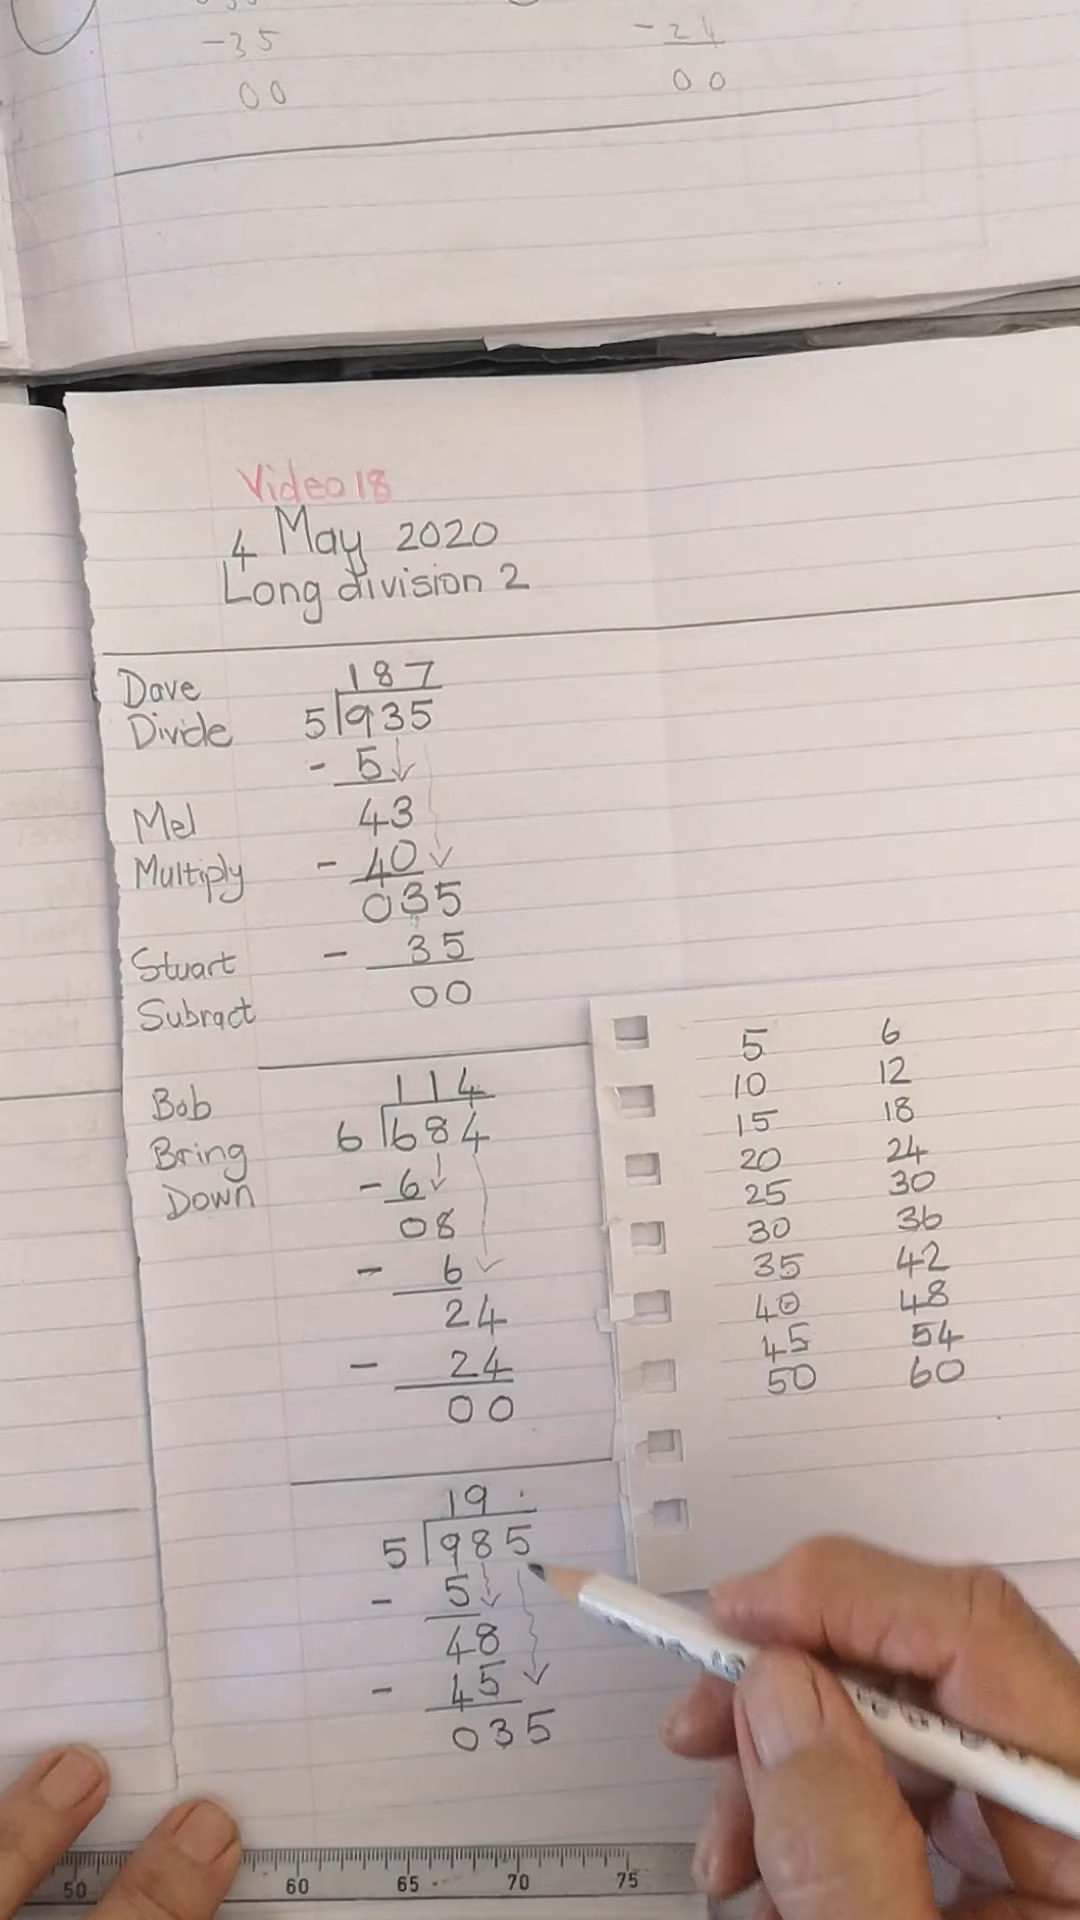 -35
-24
00
00
Video 18
4 May 2020
Long division 2
Dave
Divide
Mel
Multiply
Stuart
Subract
187
5 935
- 5
43
- 40
035
- 35
00
Bob
Bring
Down
114
6 684
- 6
08
- 6
24
- 24
00
5 6
10 12
15 18
20 24
25 30
30 36
35 42
40 48
45 54
50 60
19
5 985
- 5
48
- 45
035
50 60 65 70 75